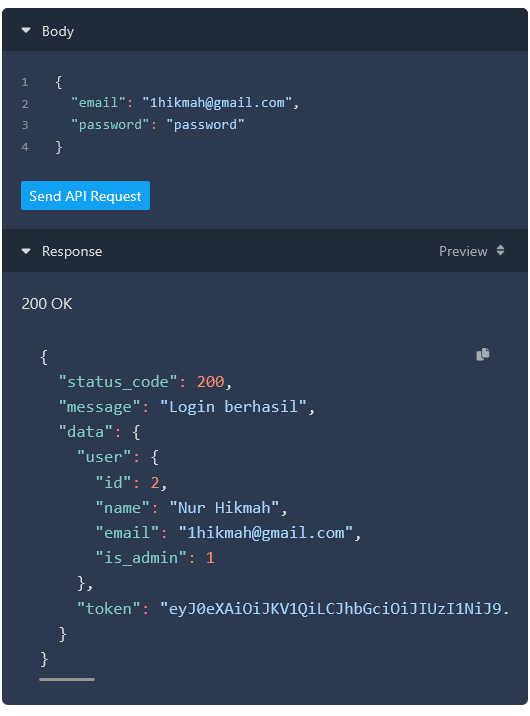 Body
1 {
2 "email": "1hikmah@gmail.com",
3 "password": "password"
4 }
Send API Request
Response Preview
200 OK
{
"status_code": 200,
"message": "Login berhasil",
"data": {
"user": {
"id": 2,
"name": "Nur Hikmah",
"email": "1hikmah@gmail.com",
"is_admin": 1
},
"token": "eyJ0eXAiOiJKV1QiLCJhbGciOiJIUzI1NiJ9.
}
}